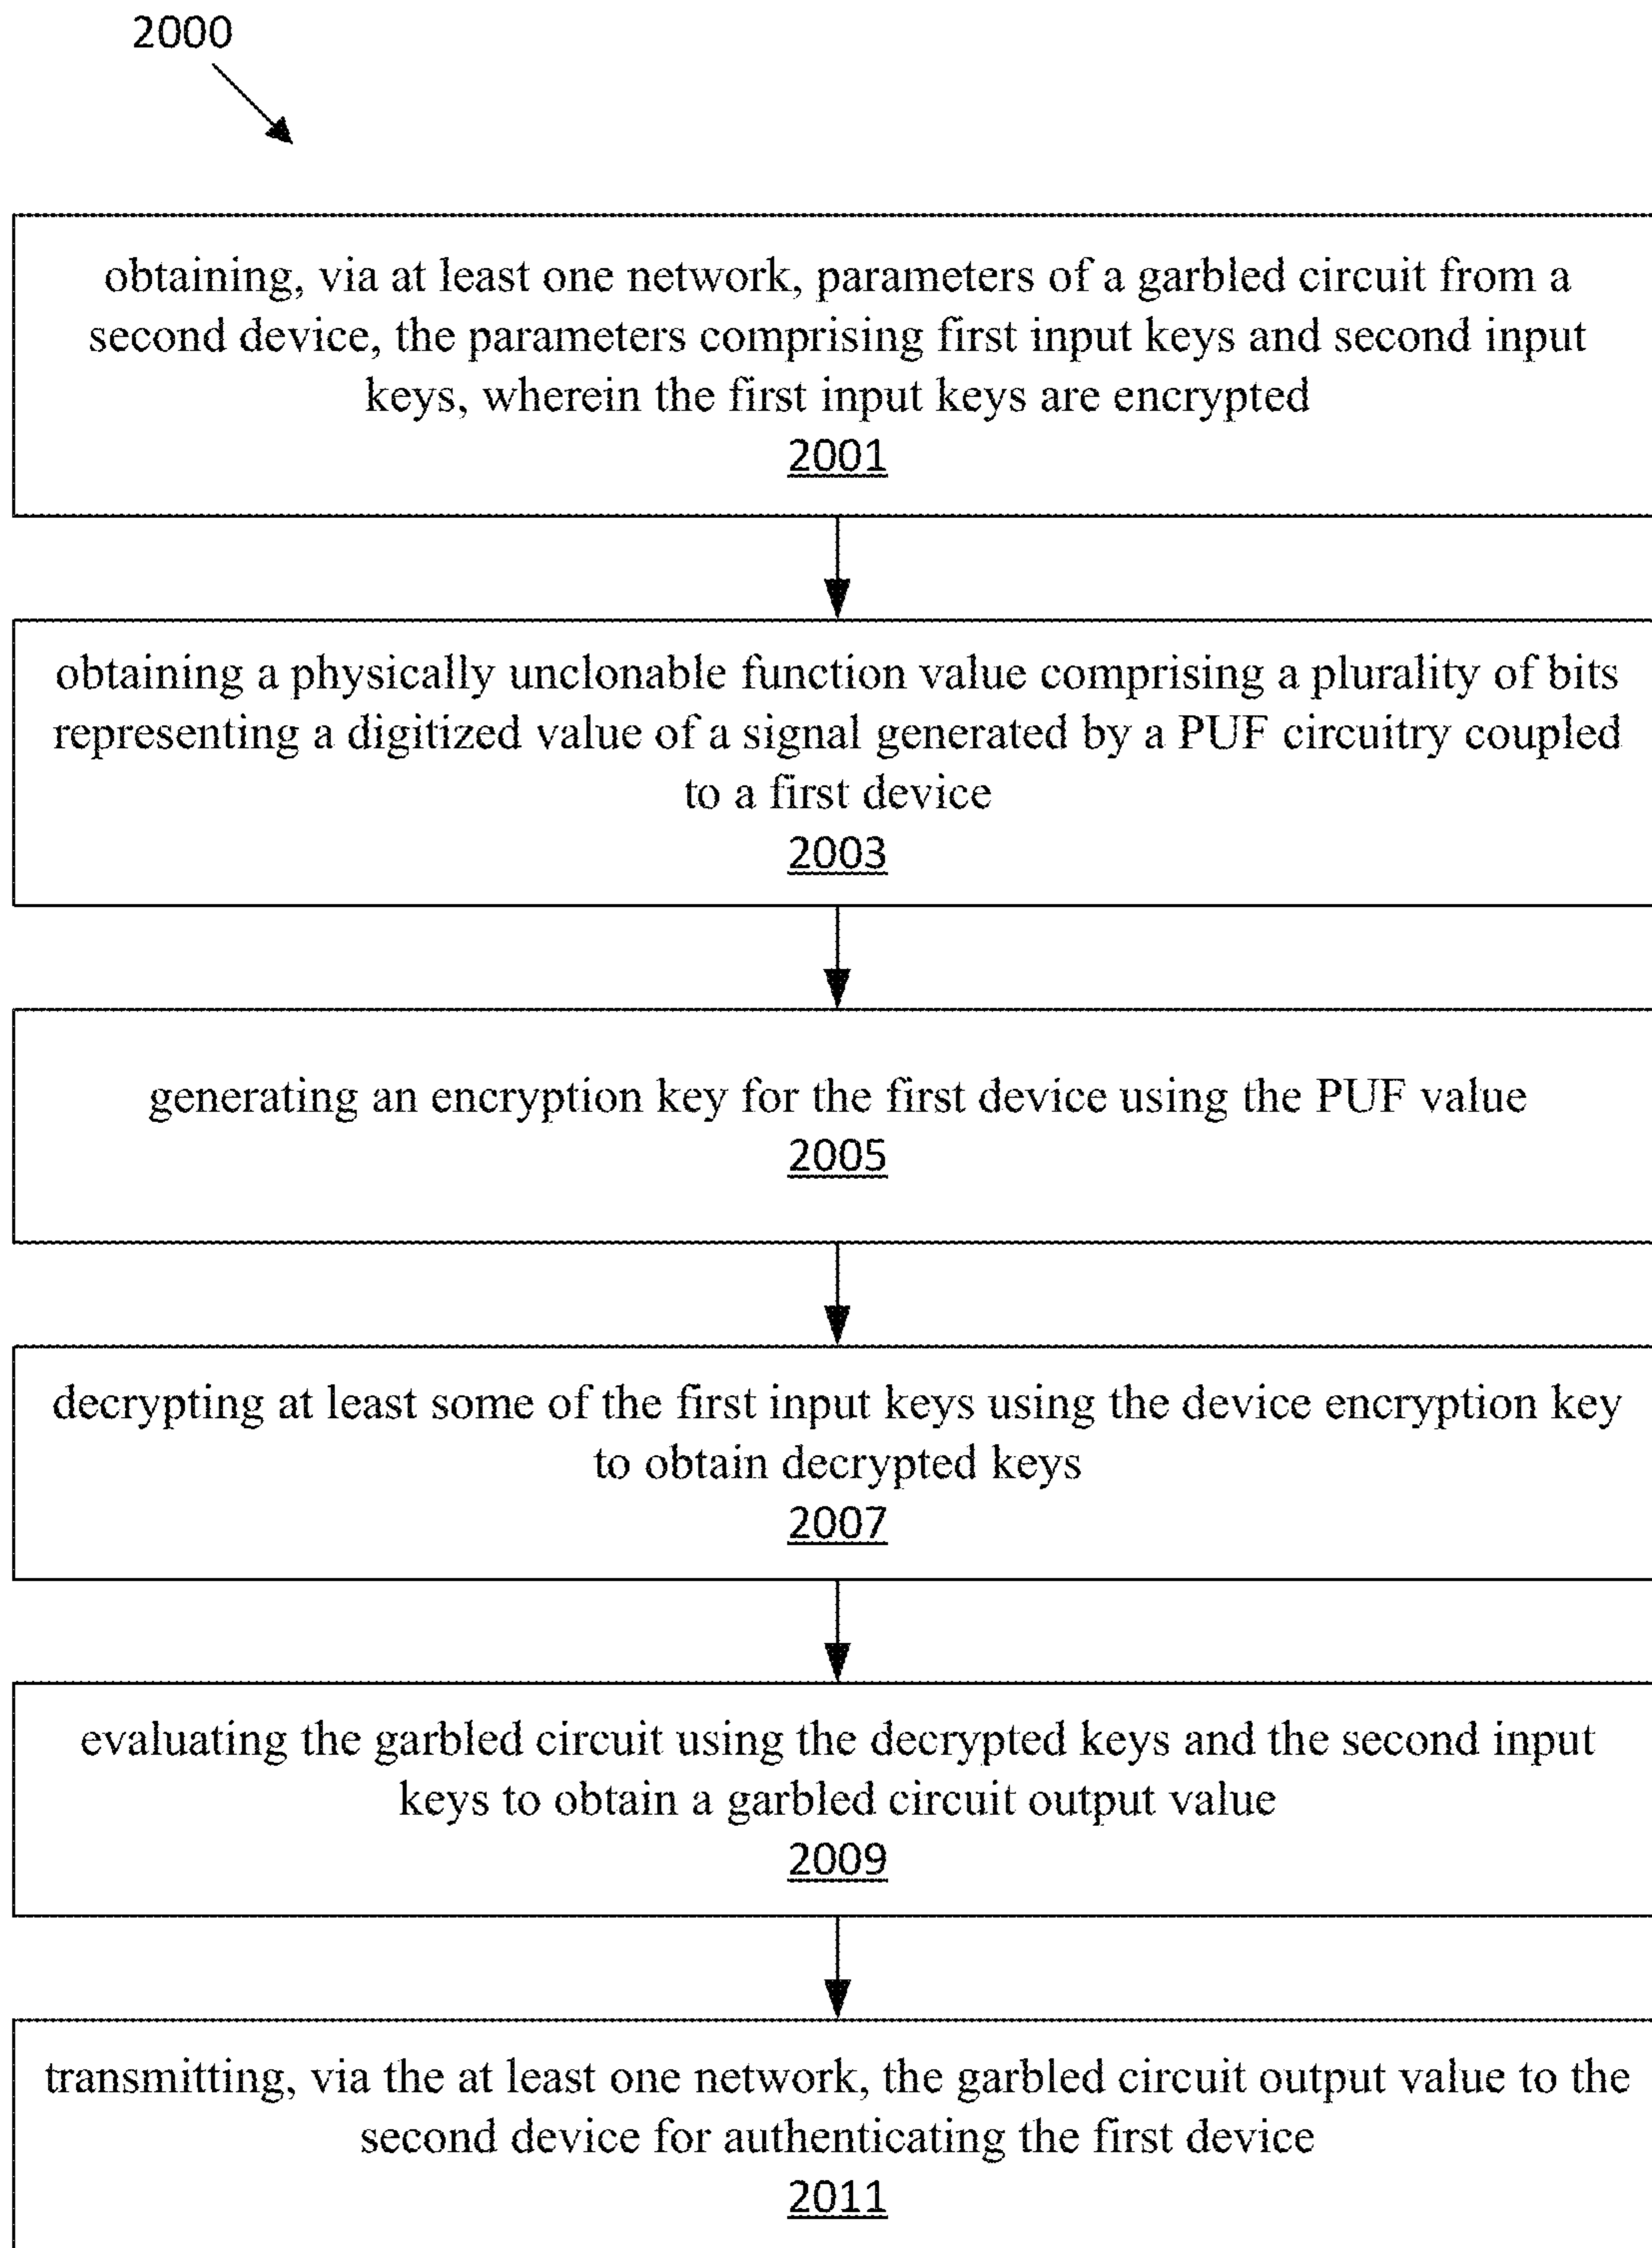 2000
obtaining, via at least one network, parameters of a garbled circuit from a
second device, the parameters comprising first input keys and second input
keys, wherein the first input keys are encrypted
2001
obtaining a physically unclonable function value comprising a plurality of bits
representing a digitized value of a signal generated by a PUF circuitry coupled
to a first device
2003
generating an encryption key for the first device using the PUF value
2005
decrypting at least some of the first input keys using the device encryption key
to obtain decrypted keys
2007
evaluating the garbled circuit using the decrypted keys and the second input
keys to obtain a garbled circuit output value
2009
transmitting, via the at least one network, the garbled circuit output value to the
second device for authenticating the first device
2011